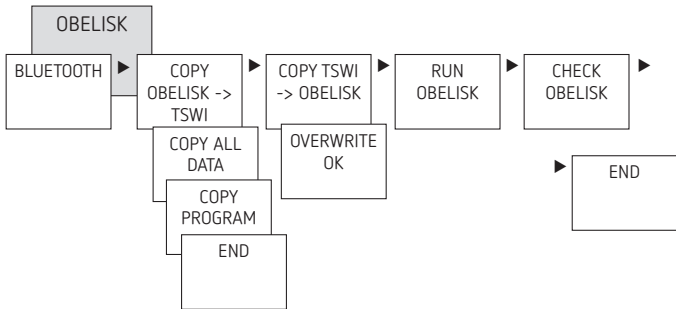 OBELISK
BLUETOOTH
COPY
OBELISK ->
TSWI
COPY ALL
DATA
COPY
PROGRAM
END
COPY TSWI
-> OBELISK
OVERWRITE
OK
RUN
OBELISK
CHECK
OBELISK
END